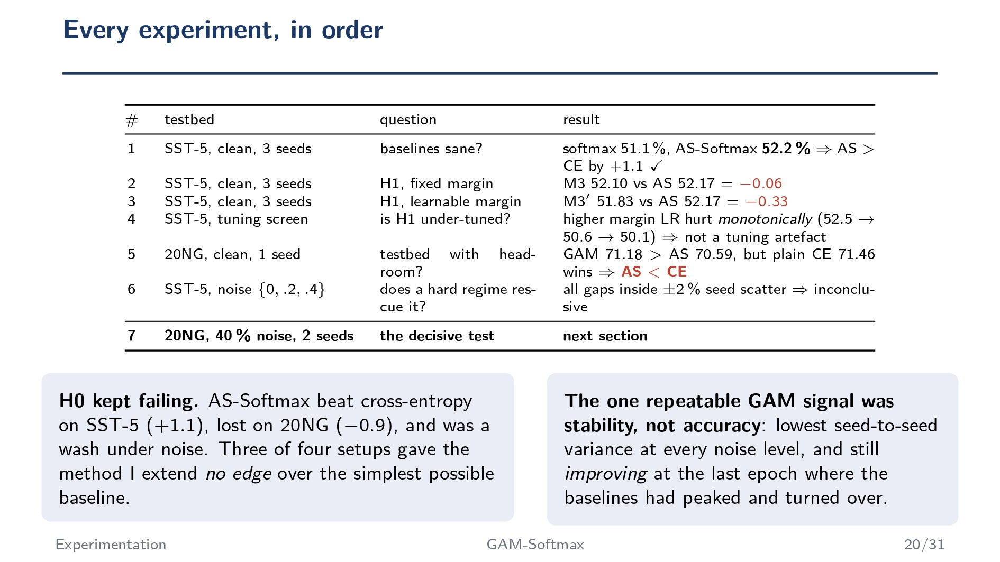 Every experiment, in order
# testbed question result
1 SST-5, clean, 3 seeds baselines sane? softmax 51.1 %, AS-Softmax 52.2 % ⇒ AS >
CE by +1.1 ✓
2 SST-5, clean, 3 seeds H1, fixed margin M3 52.10 vs AS 52.17 = −0.06
3 SST-5, clean, 3 seeds H1, learnable margin M3′ 51.83 vs AS 52.17 = −0.33
4 SST-5, tuning screen is H1 under-tuned? higher margin LR hurt monotonically (52.5 →
50.6 → 50.1) ⇒ not a tuning artefact
5 20NG, clean, 1 seed testbed with head- GAM 71.18 > AS 70.59, but plain CE 71.46
room? wins ⇒ AS < CE
6 SST-5, noise {0, .2, .4} does a hard regime res- all gaps inside ±2 % seed scatter ⇒ inconclu-
cue it? sive
7 20NG, 40 % noise, 2 seeds the decisive test next section
H0 kept failing. AS-Softmax beat cross-entropy
on SST-5 (+1.1), lost on 20NG (−0.9), and was a
wash under noise. Three of four setups gave the
method I extend no edge over the simplest possible
baseline.
The one repeatable GAM signal was
stability, not accuracy: lowest seed-to-seed
variance at every noise level, and still
improving at the last epoch where the
baselines had peaked and turned over.
Experimentation GAM-Softmax 20/31